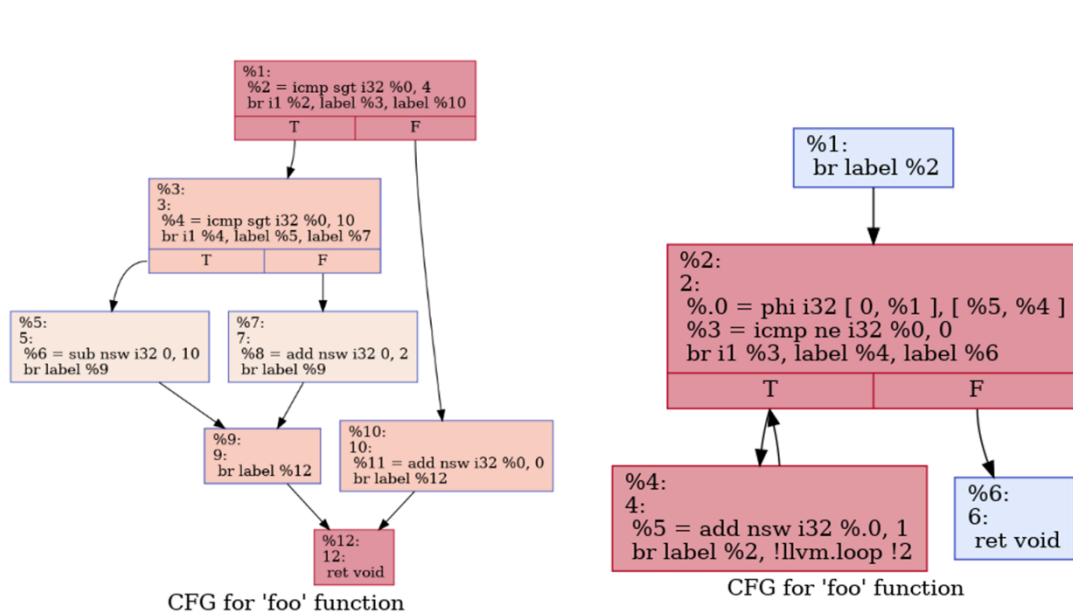 %1:
%2 = icmp sgt i32 %0, 4
br i1 %2, label %3, label %10
T F
%3:
3:
%4 = icmp sgt i32 %0, 10
br i1 %4, label %5, label %7
T F
%5:
5:
%6 = sub nsw i32 0, 10
br label %9
%7:
7:
%8 = add nsw i32 0, 2
br label %9
%9:
9:
br label %12
%10:
10:
%11 = add nsw i32 %0, 0
br label %12
%12:
12:
ret void
CFG for 'foo' function
%1:
br label %2
%2:
2:
%.0 = phi i32 [ 0, %1 ], [ %5, %4 ]
%3 = icmp ne i32 %0, 0
br i1 %3, label %4, label %6
T F
%4:
4:
%5 = add nsw i32 %.0, 1
br label %2, !llvm.loop !2
%6:
6:
ret void
CFG for 'foo' function